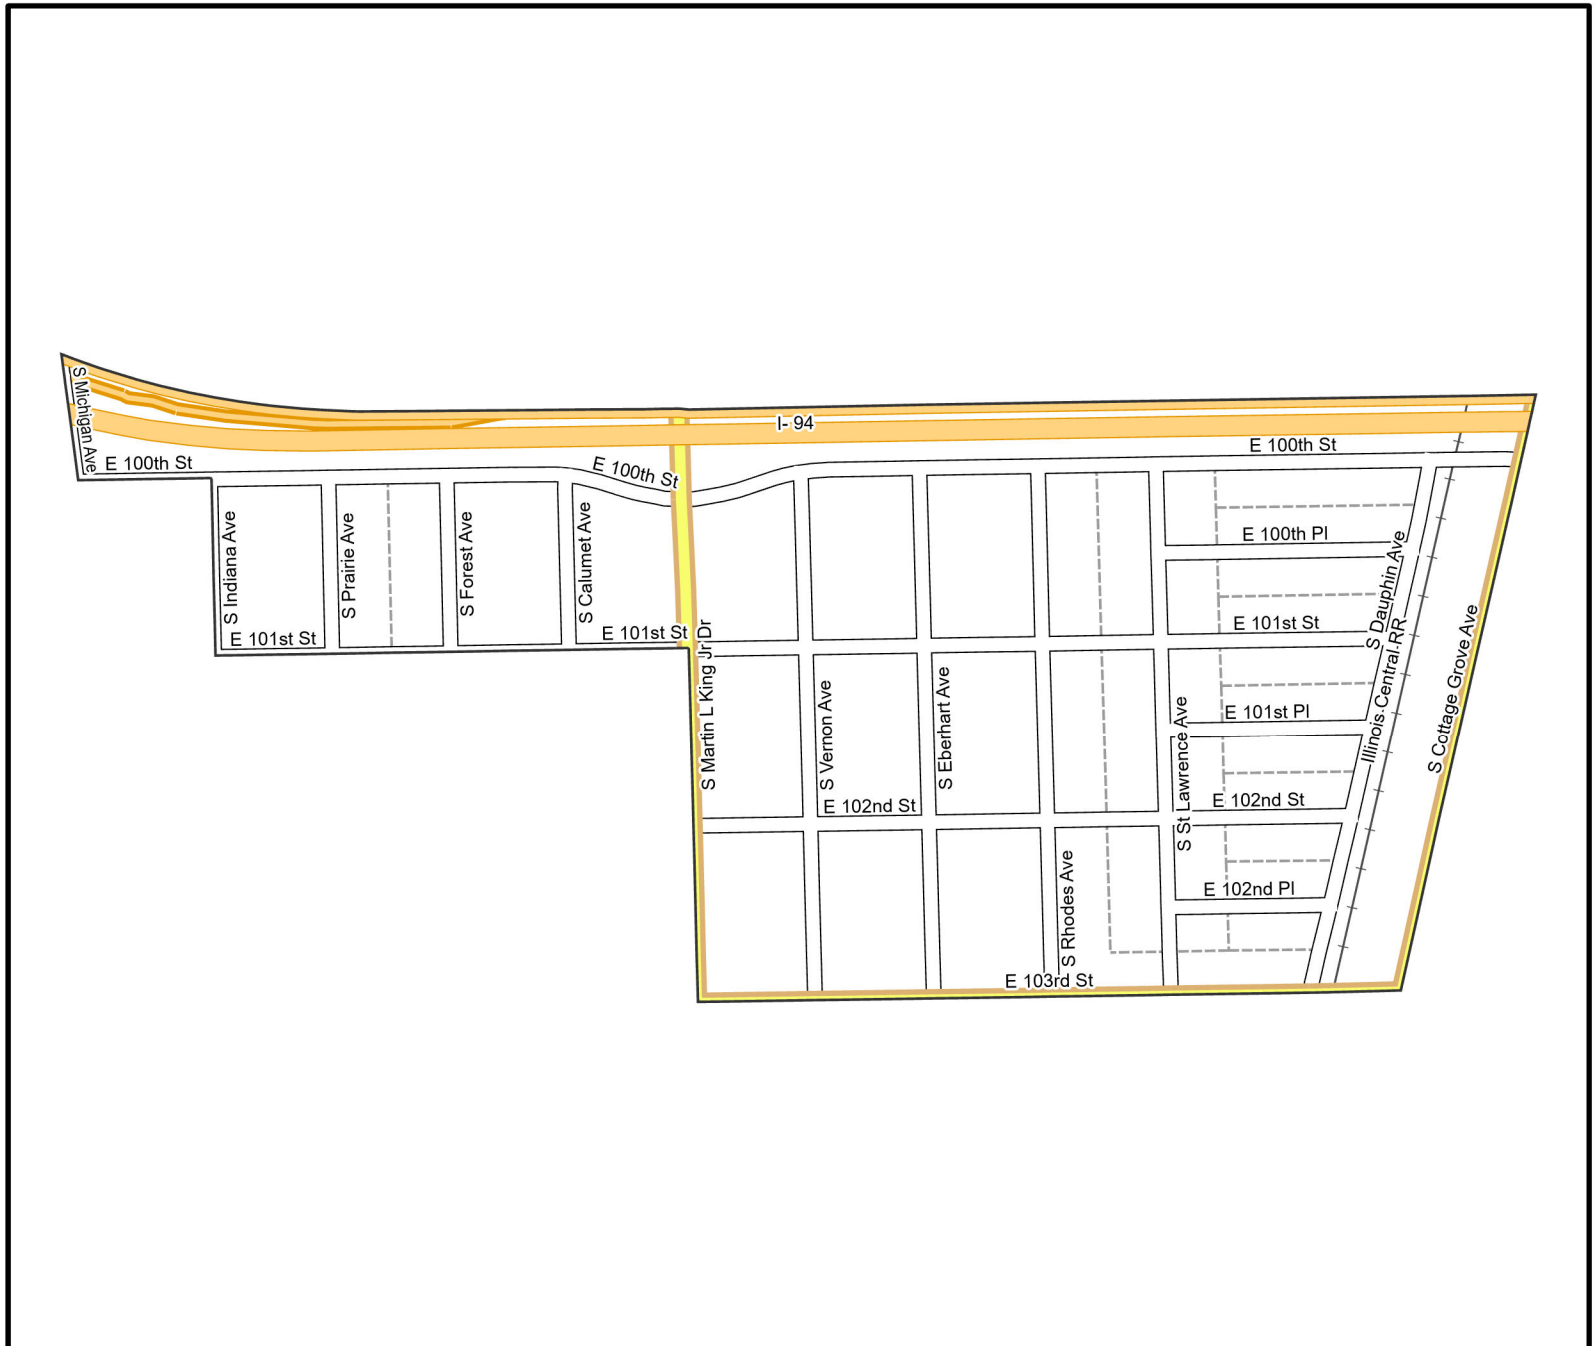 S Michigan Ave
I- 94
E 100th St
E 100th St
E 100th St
S Indiana Ave
S Prairie Ave
S Forest Ave
S Calumet Ave
E 100th Pl
S Dauphin Ave
E 101st St
E 101st St
E 101st St
S Martin L King Jr Dr
Illinois Central RR
S Cottage Grove Ave
S Vernon Ave
S Eberhart Ave
S St Lawrence Ave
E 101st Pl
E 102nd St
E 102nd St
S Rhodes Ave
E 102nd Pl
E 103rd St